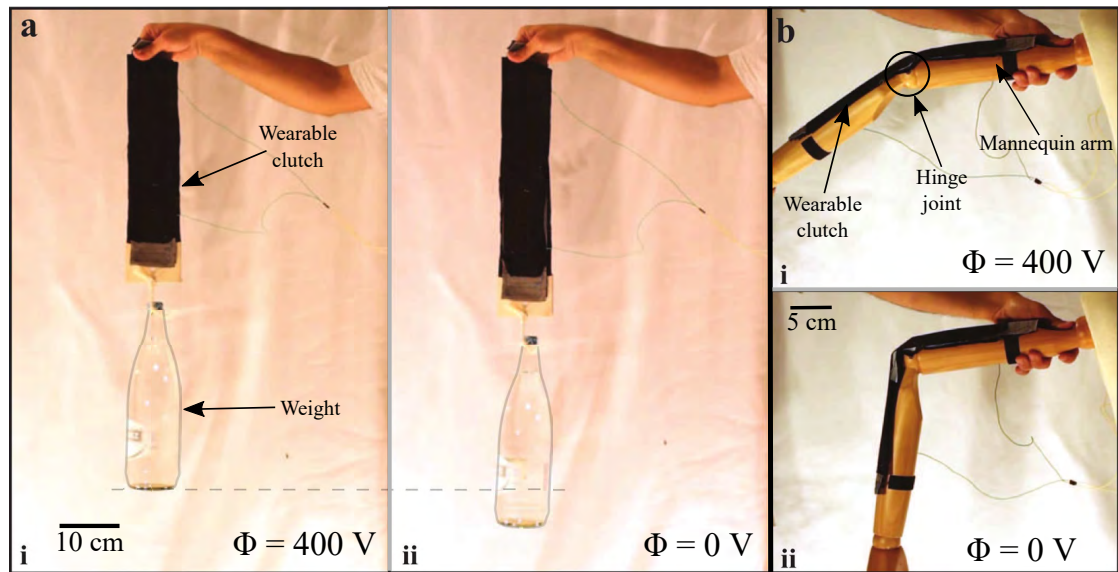 a
Wearable
clutch
Weight
10 cm
i
Φ = 400 V
ii
Φ = 0 V
b
Mannequin arm
Hinge
joint
Wearable
clutch
i
Φ = 400 V
5 cm
ii
Φ = 0 V